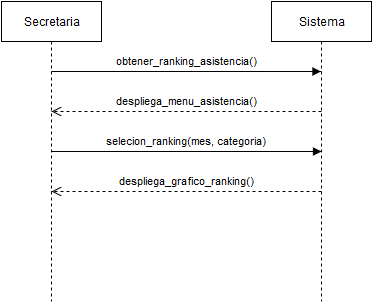 Secretaria
Sistema
obtener_ranking_asistencia()
despliega_menu_asistencia()
selecion_ranking(mes, categoria)
despliega_grafico_ranking()